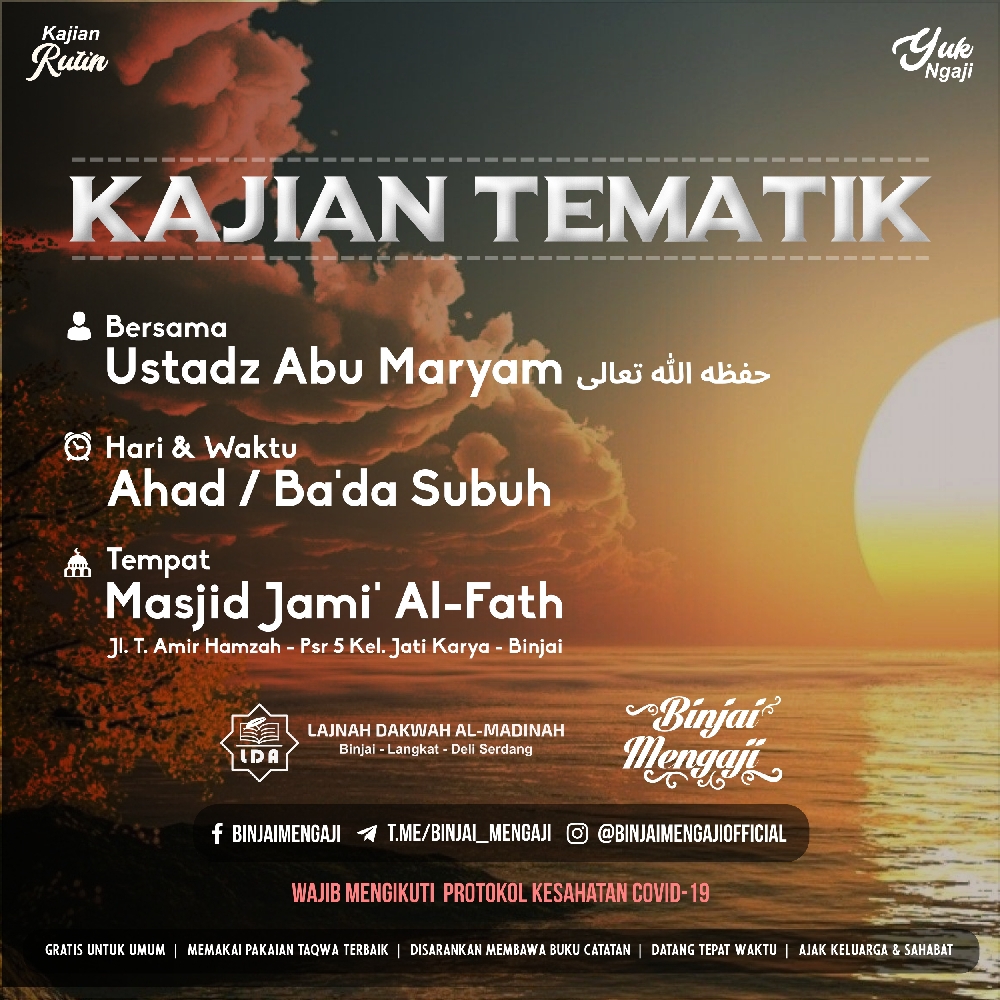 Kajian
Rutin
Yuk
Ngaji
KAJIAN TEMATIK
Bersama
Ustadz Abu Maryam حفظه الله تعالى
Hari & Waktu
Ahad / Ba'da Subuh
Tempat
Masjid Jami' Al-Fath
Jl. T. Amir Hamzah - Psr 5 Kel. Jati Karya - Binjai
LDA
LAJNAH DAKWAH AL-MADINAH
Binjai - Langkat - Deli Serdang
Binjai
Mengaji
BINJAIMENGAJI T.ME/BINJAI_MENGAJI @BINJAIMENGAJIOFFICIAL
WAJIB MENGIKUTI PROTOKOL KESAHATAN COVID-19
GRATIS UNTUK UMUM | MEMAKAI PAKAIAN TAQWA TERBAIK | DISARANKAN MEMBAWA BUKU CATATAN | DATANG TEPAT WAKTU | AJAK KELUARGA & SAHABAT